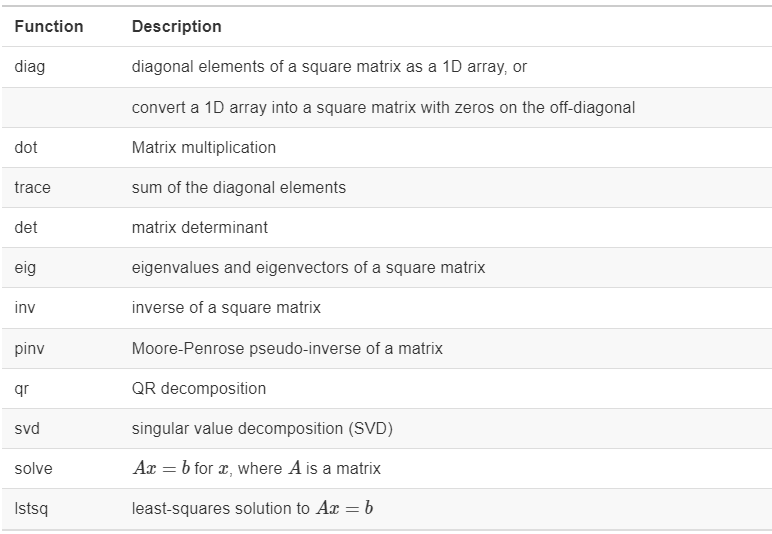 Function Description
diag diagonal elements of a square matrix as a 1D array, or
convert a 1D array into a square matrix with zeros on the off-diagonal
dot Matrix multiplication
trace sum of the diagonal elements
det matrix determinant
eig eigenvalues and eigenvectors of a square matrix
inv inverse of a square matrix
pinv Moore-Penrose pseudo-inverse of a matrix
qr QR decomposition
svd singular value decomposition (SVD)
solve Ax = b for x, where A is a matrix
lstsq least-squares solution to Ax = b